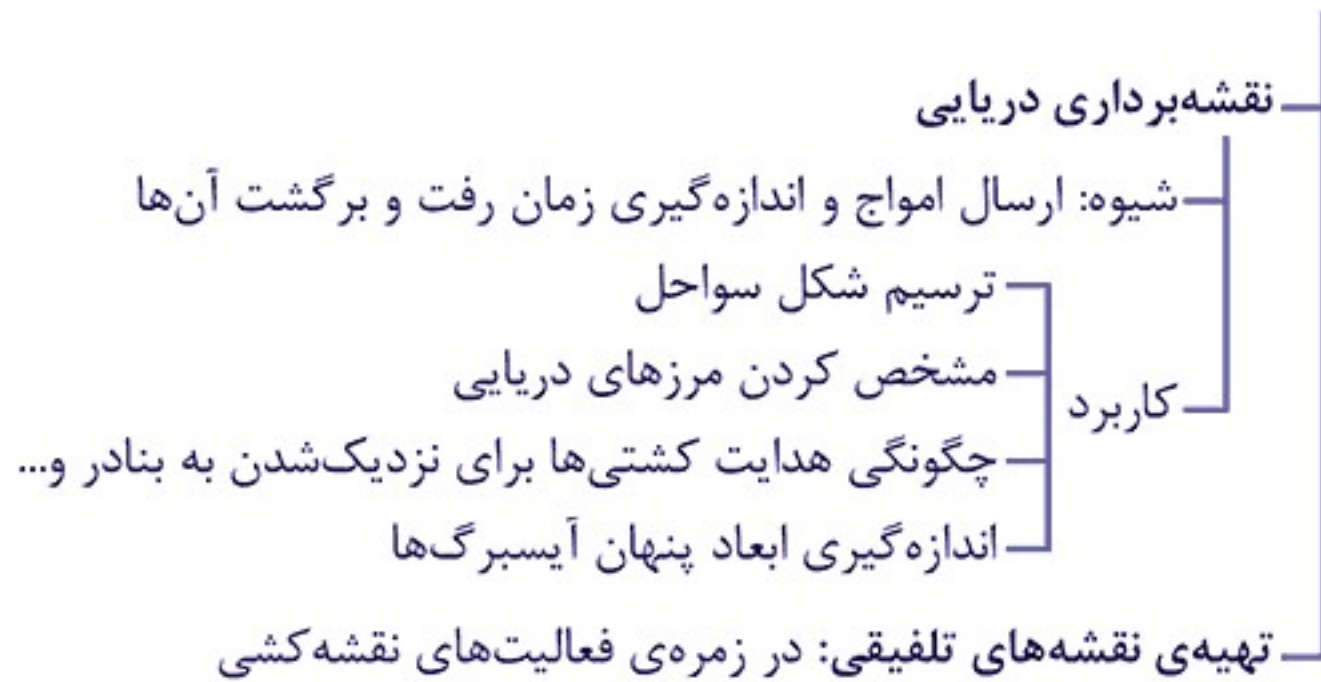 نقشه‌برداری دریایی
شیوه: ارسال امواج و اندازه‌گیری زمان رفت و برگشت آن‌ها
کاربرد
ترسیم شکل سواحل
مشخص کردن مرزهای دریایی
چگونگی هدایت کشتی‌ها برای نزدیک‌شدن به بنادر و...
اندازه‌گیری ابعاد پنهان آیسبرگ‌ها
تهیه‌ی نقشه‌های تلفیقی: در زمره‌ی فعالیت‌های نقشه‌کشی